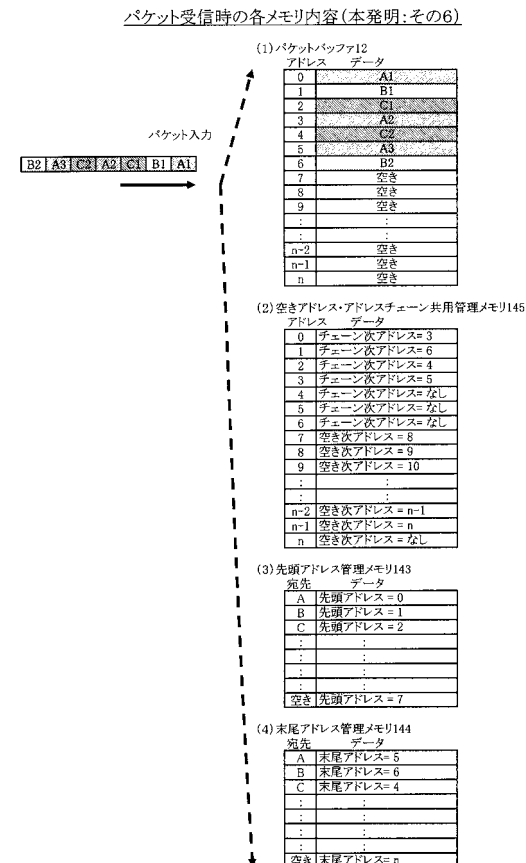 パケット受信時の各メモリ内容(本発明:その6)
パケット入力
B2 A3 C2 A2 C1 B1 A1
(1)パケットバッファ12
アドレス データ
0 A1
1 B1
2 C1
3 A2
4 C2
5 A3
6 B2
7 空き
8 空き
9 空き
: :
: :
n-2 空き
n-1 空き
n 空き
(2)空きアドレス・アドレスチェーン共用管理メモリ145
アドレス データ
0 チェーン次アドレス= 3
1 チェーン次アドレス= 6
2 チェーン次アドレス= 4
3 チェーン次アドレス= 5
4 チェーン次アドレス= なし
5 チェーン次アドレス= なし
6 チェーン次アドレス= なし
7 空き次アドレス = 8
8 空き次アドレス = 9
9 空き次アドレス = 10
: :
: :
n-2 空き次アドレス = n-1
n-1 空き次アドレス = n
n 空き次アドレス = なし
(3)先頭アドレス管理メモリ143
宛先 データ
A 先頭アドレス = 0
B 先頭アドレス = 1
C 先頭アドレス = 2
: :
: :
: :
: :
空き 先頭アドレス = 7
(4)末尾アドレス管理メモリ144
宛先 データ
A 末尾アドレス= 5
B 末尾アドレス= 6
C 末尾アドレス= 4
: :
: :
: :
: :
空き 末尾アドレス= n